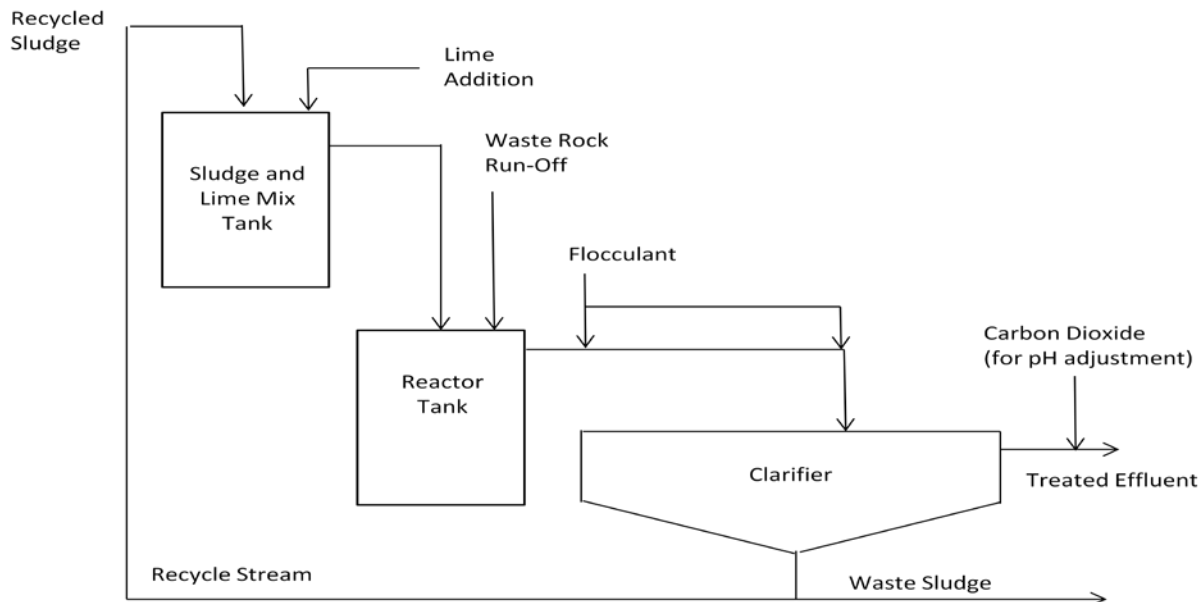 Recycled
Sludge
Lime
Addition
Sludge and
Lime Mix
Tank
Waste Rock
Run-Off
Flocculant
Carbon Dioxide
(for pH adjustment)
Reactor
Tank
Clarifier
Treated Effluent
Recycle Stream
Waste Sludge